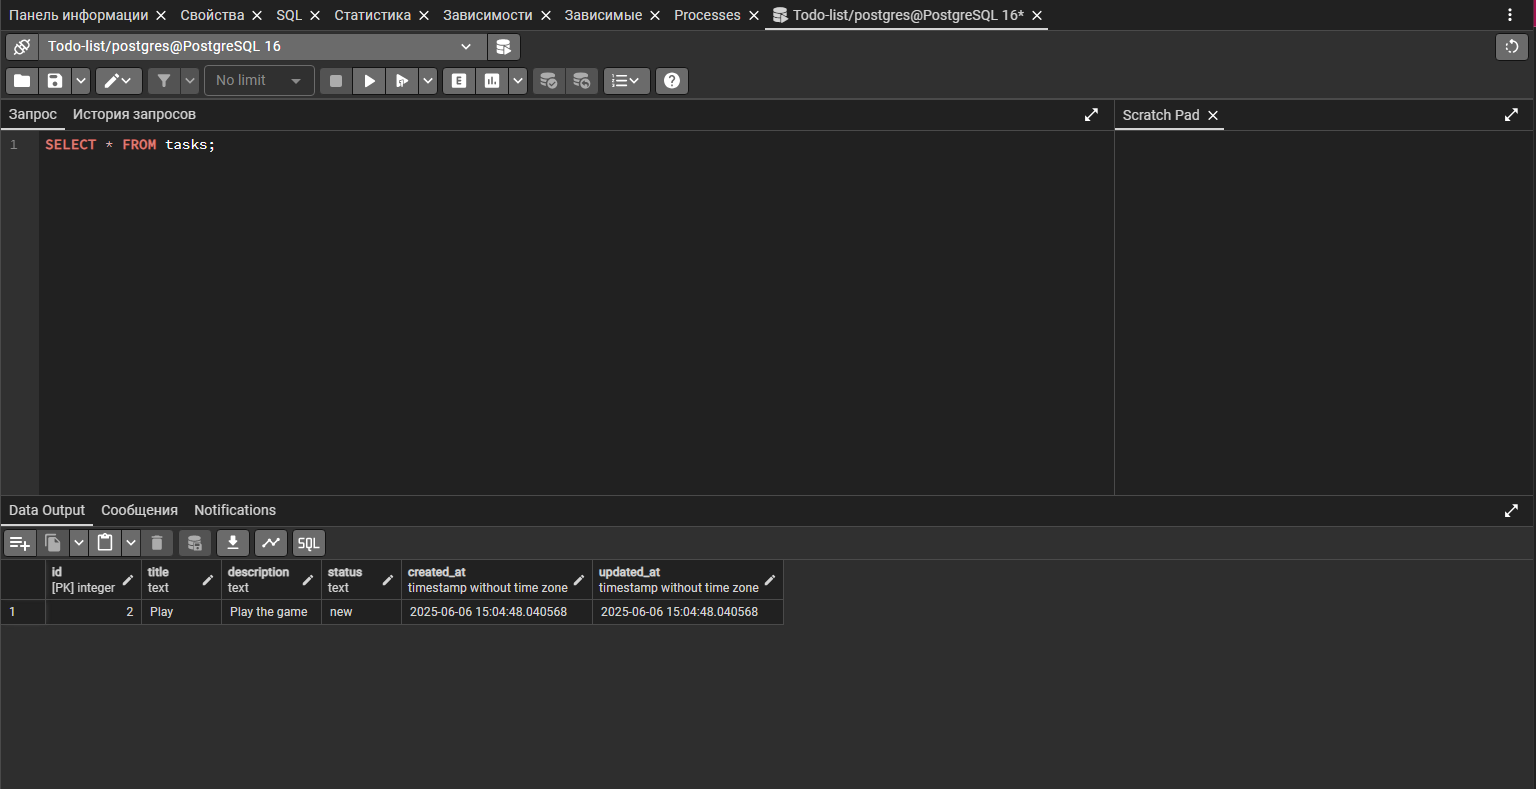 Панель информации Свойства SQL Статистика Зависимости Зависимые Processes Todo-list/postgres@PostgreSQL 16*
Todo-list/postgres@PostgreSQL 16
No limit E
Запрос История запросов Scratch Pad
1 SELECT * FROM tasks;
Data Output Сообщения Notifications
SQL
id title description status created_at updated_at
[PK] integer text text text timestamp without time zone timestamp without time zone
1 2 Play Play the game new 2025-06-06 15:04:48.040568 2025-06-06 15:04:48.040568